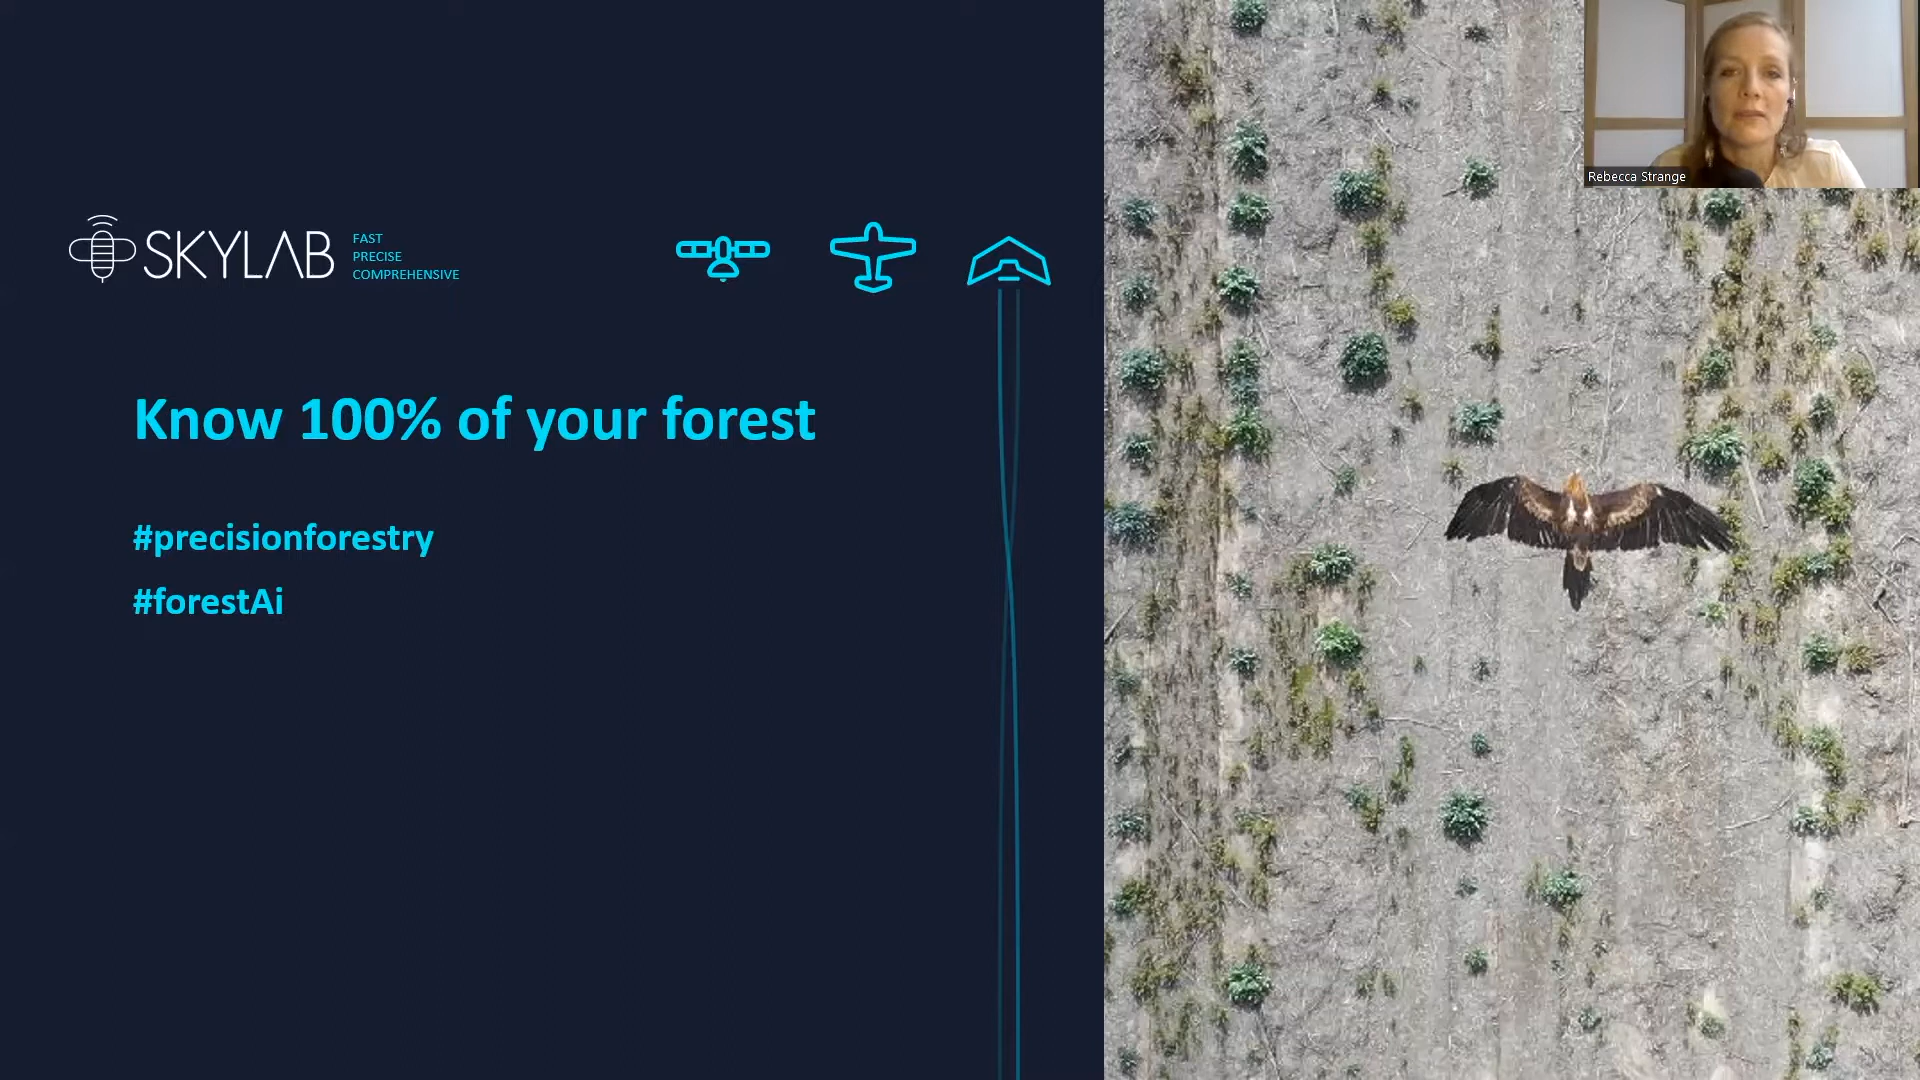 SKYLAB
FAST
PRECISE
COMPREHENSIVE
Know 100% of your forest
#precisionforestry
#forestAi
Rebecca Strange